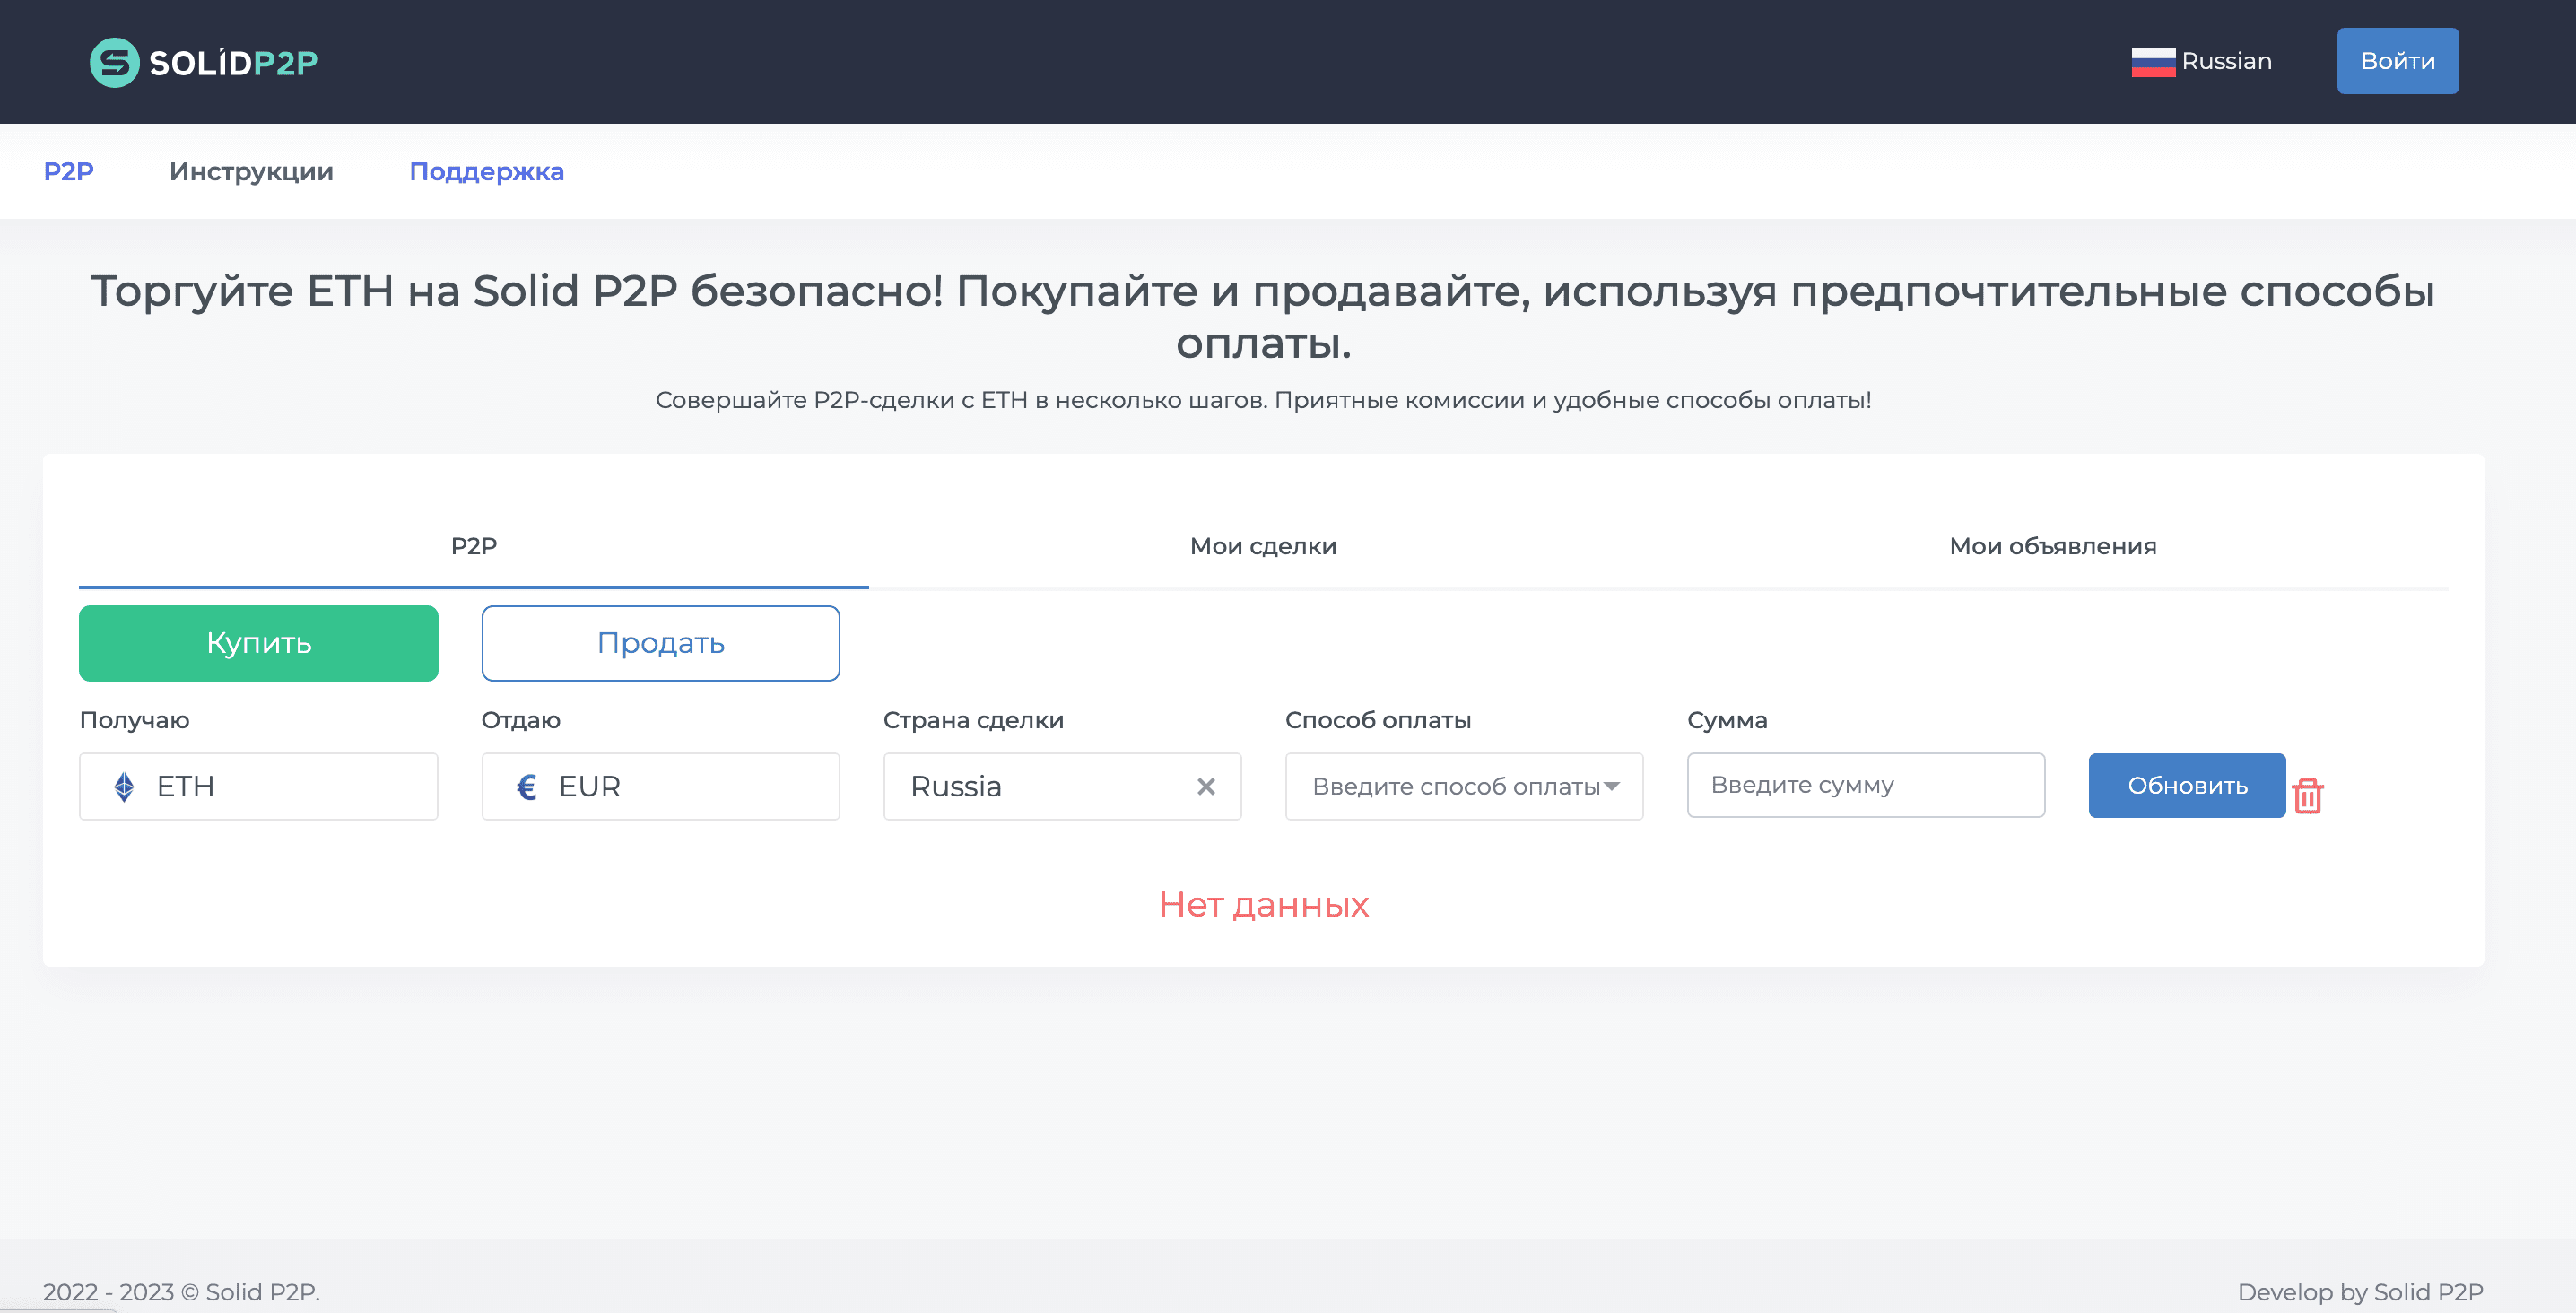 SOLÍDP2P
Russian
Войти
P2P
Инструкции
Поддержка
Торгуйте ETH на Solid P2P безопасно! Покупайте и продавайте, используя предпочтительные способы
оплаты.
Совершайте P2P-сделки с ETH в несколько шагов. Приятные комиссии и удобные способы оплаты!
P2P
Мои сделки
Мои объявления
Купить
Продать
Получаю
Отдаю
Страна сделки
Способ оплаты
Сумма
ETH
€ EUR
Russia
Введите способ оплаты
Введите сумму
Обновить
Нет данных
2022 - 2023 © Solid P2P.
Develop by Solid P2P